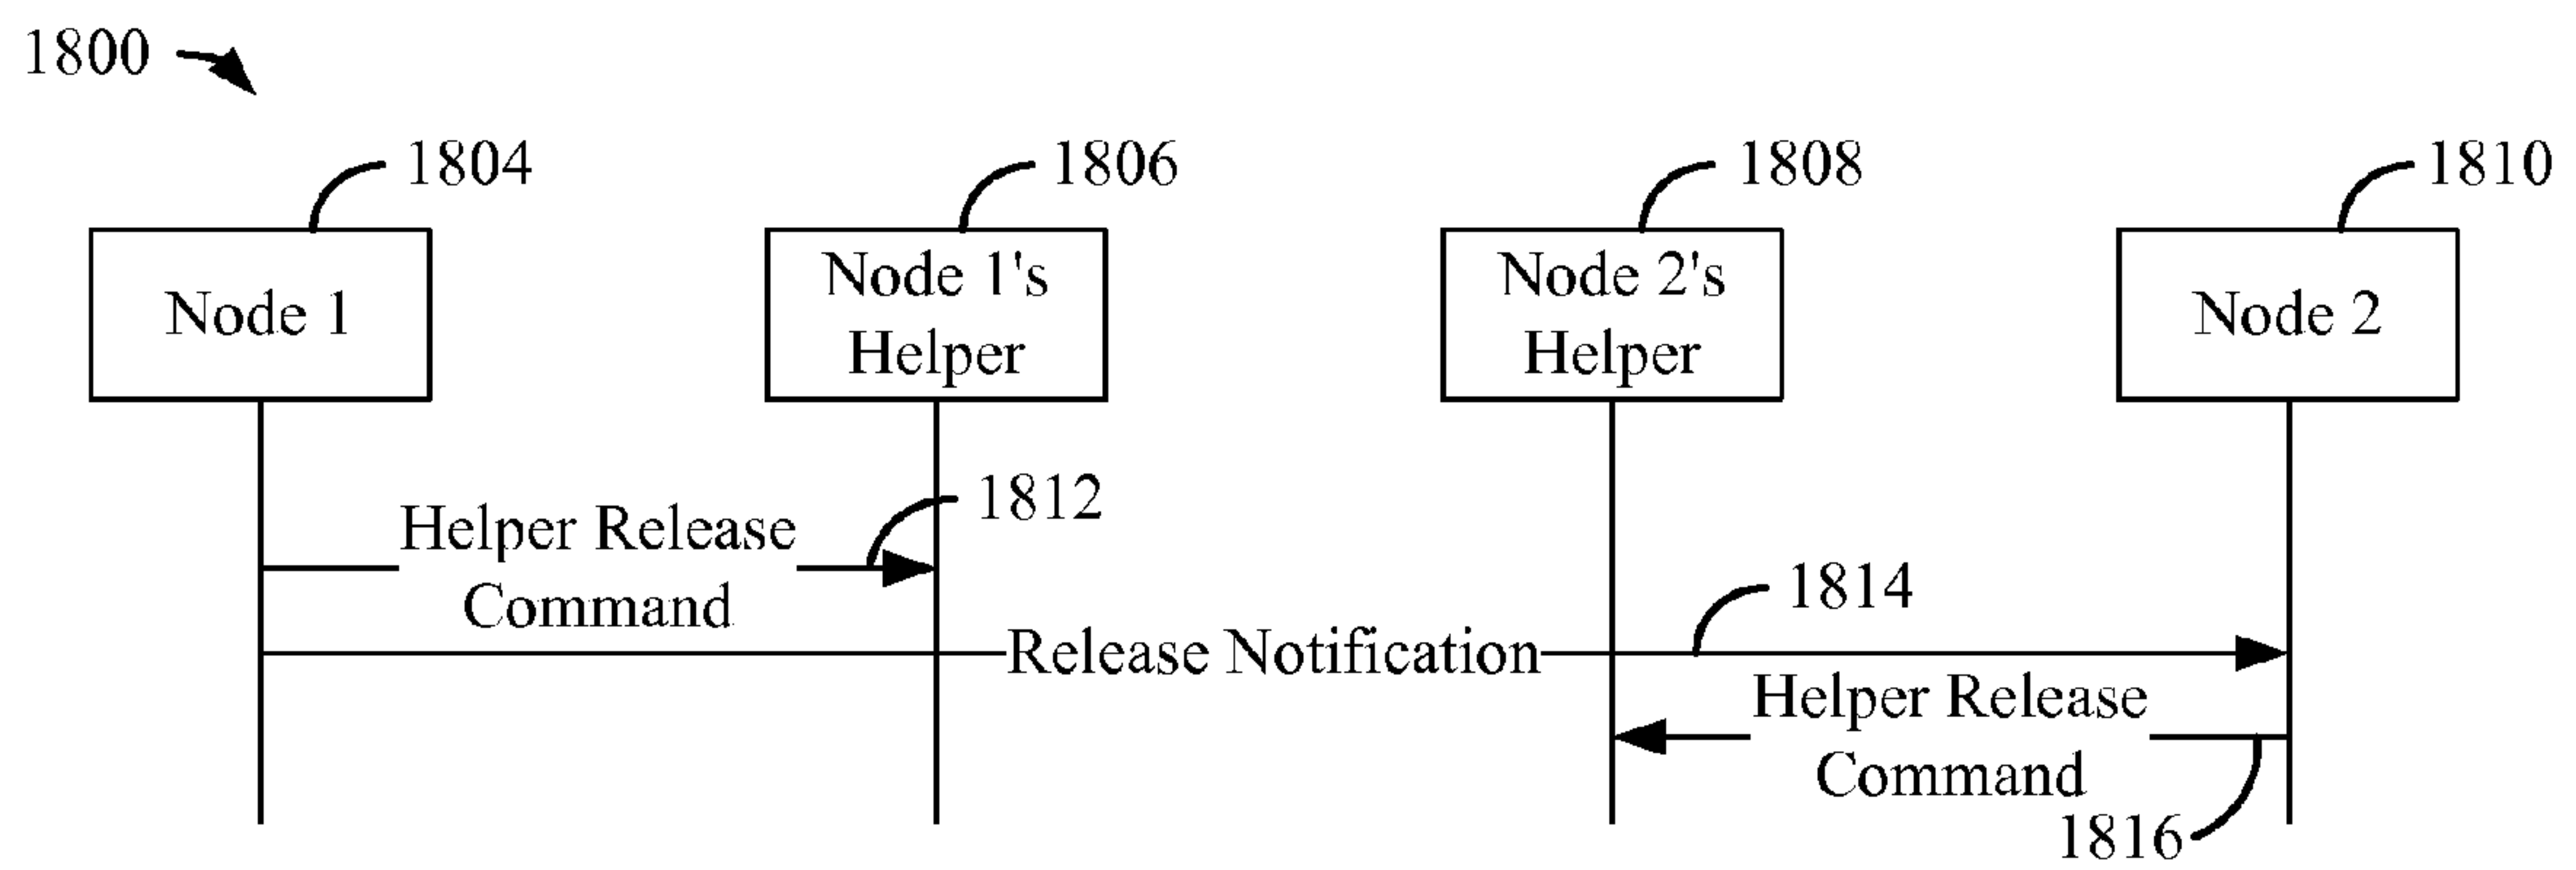 1800
1804
1806
1808
1810
Node 1
Node 1's
Helper
Node 2's
Helper
Node 2
1812
Helper Release
Command
1814
Release Notification
Helper Release
Command
1816